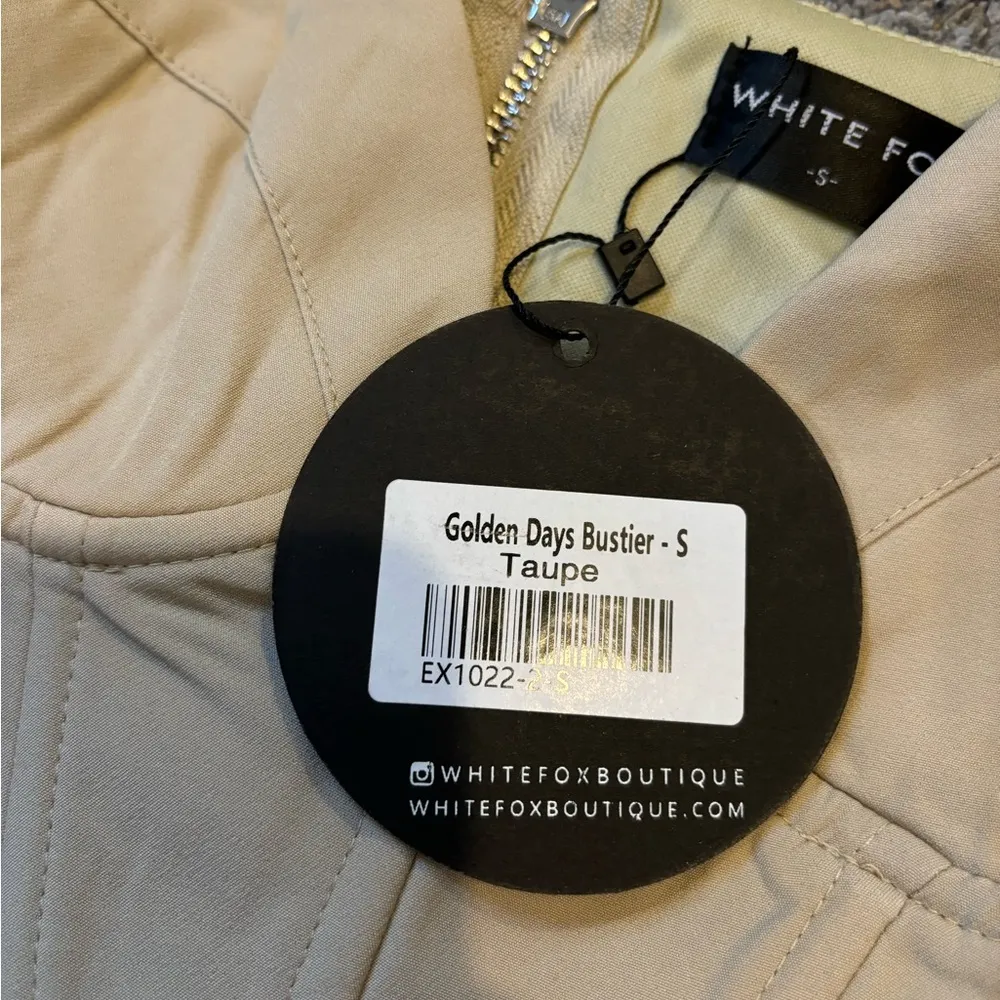 WHITE FO
-S-
Golden Days Bustier - S
Taupe
EX1022-2-S
WHITEFOXBOUTIQUE
WHITEFOXBOUTIQUE.COM